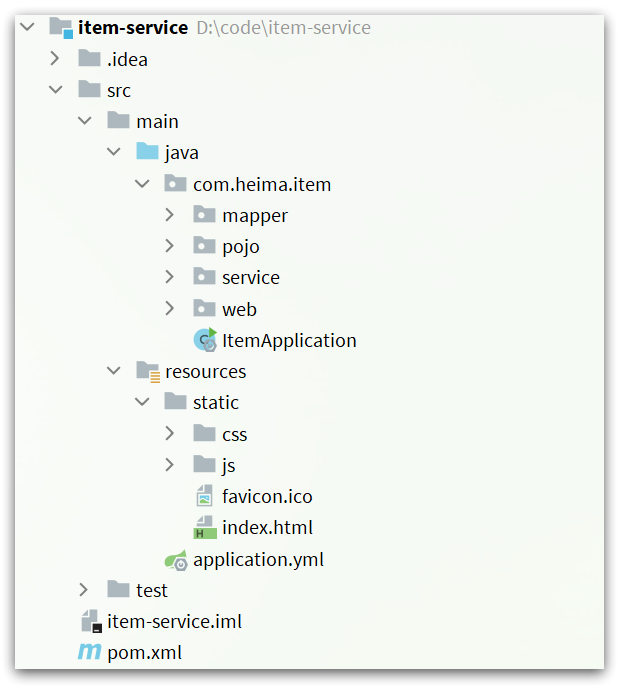 item-service D:\code\item-service
.idea
src
main
java
com.heima.item
mapper
pojo
service
web
ItemApplication
resources
static
css
js
favicon.ico
index.html
application.yml
test
item-service.iml
pom.xml